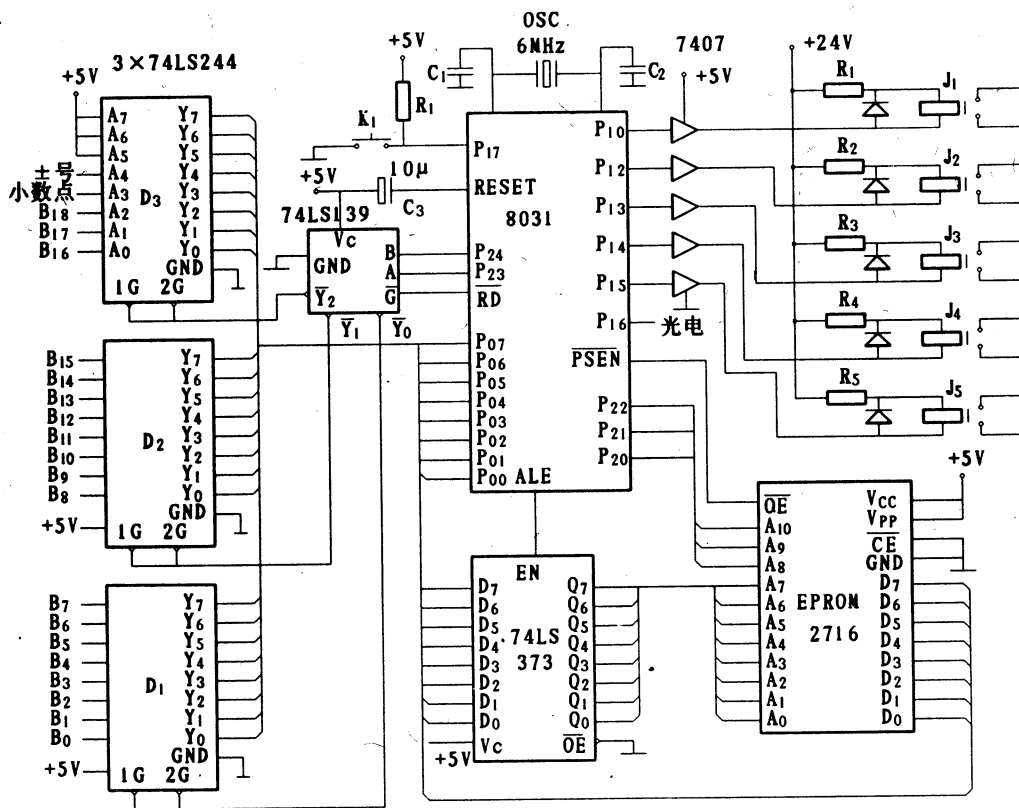 OSC
6MHz
+5V
7407
+24V
3×74LS244
+5V
C1
C2
+5V
R1
J1
A7 Y7
A6 Y6
A5 Y5
±号 A4 Y4
小数点 A3 Y3
B18 A2 Y2
B17 A1 Y1
B16 A0 Y0
D3
GND
1G 2G
K1
R1
+5V
10μ
C3
74LS139
Vc
GND
B
A
G̅
Y̅2
Y̅1 Y̅0
P17
RESET
8031
P24
P23
R̅D̅
P07
P06
P05
P04
P03
P02
P01
P00
ALE
P10
P12
P13
P14
P15
P16
P̅S̅E̅N̅
P22
P21
P20
光电
R2 J2
R3 J3
R4 J4
R5 J5
B15 Y7
B14 Y6
B13 Y5
B12 Y4
B11 Y3
B10 Y2
B9 Y1
B8 Y0
D2
GND
+5V
1G 2G
B7 Y7
B6 Y6
B5 Y5
B4 Y4
B3 Y3
B2 Y2
B1 Y1
B0 Y0
D1
GND
+5V
1G 2G
EN
D7 Q7
D6 Q6
D5 Q5
D4 Q4
D3 Q3
D2 Q2
D1 Q1
D0 Q0
74LS
373
+5V
Vc O̅E̅
+5V
O̅E̅ VCC
A10 VPP
A9 C̅E̅
A8 GND
A7 D7
A6 D6
A5 D5
A4 D4
A3 D3
A2 D2
A1 D1
A0 D0
EPROM
2716